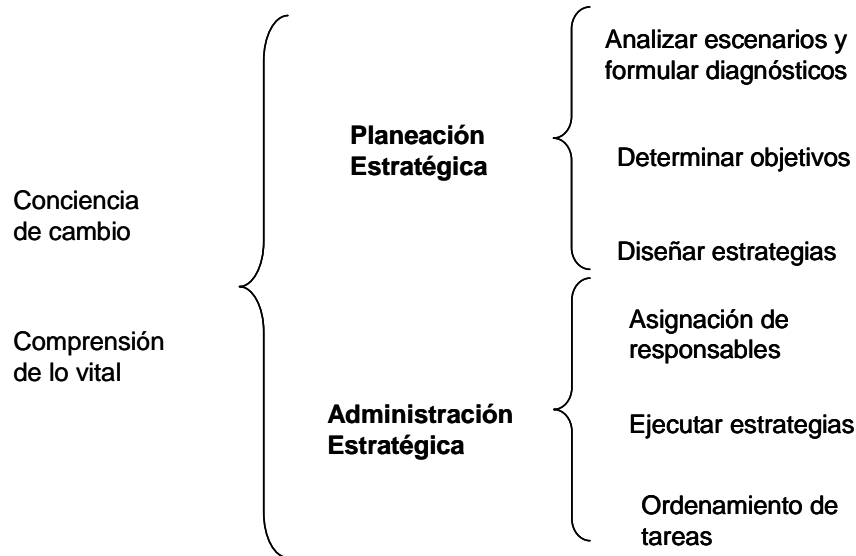 Conciencia
de cambio
Comprensión
de lo vital
Planeación
Estratégica
Analizar escenarios y
formular diagnósticos
Determinar objetivos
Diseñar estrategias
Administración
Estratégica
Asignación de
responsables
Ejecutar estrategias
Ordenamiento de
tareas